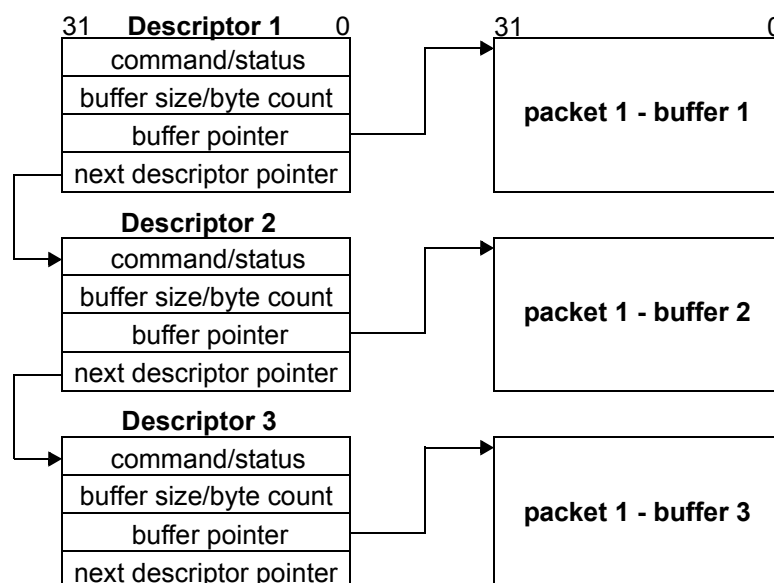 31 Descriptor 1 0
command/status
buffer size/byte count
buffer pointer
next descriptor pointer
31 0
packet 1 - buffer 1
Descriptor 2
command/status
buffer size/byte count
buffer pointer
next descriptor pointer
packet 1 - buffer 2
Descriptor 3
command/status
buffer size/byte count
buffer pointer
next descriptor pointer
packet 1 - buffer 3